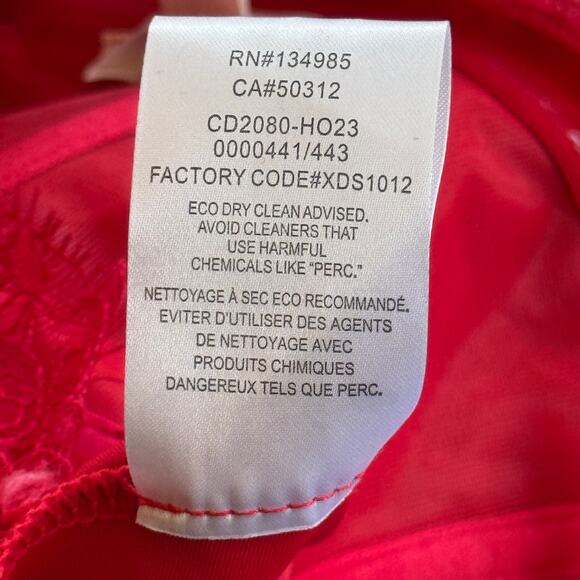 RN#134985
CA#50312
CD2080-HO23
0000441/443
FACTORY CODE#XDS1012
ECO DRY CLEAN ADVISED.
AVOID CLEANERS THAT
USE HARMFUL
CHEMICALS LIKE "PERC."
NETTOYAGE À SEC ECO RECOMMANDÉ.
EVITER D'UTILISER DES AGENTS
DE NETTOYAGE AVEC
PRODUITS CHIMIQUES
DANGEREUX TELS QUE PERC.